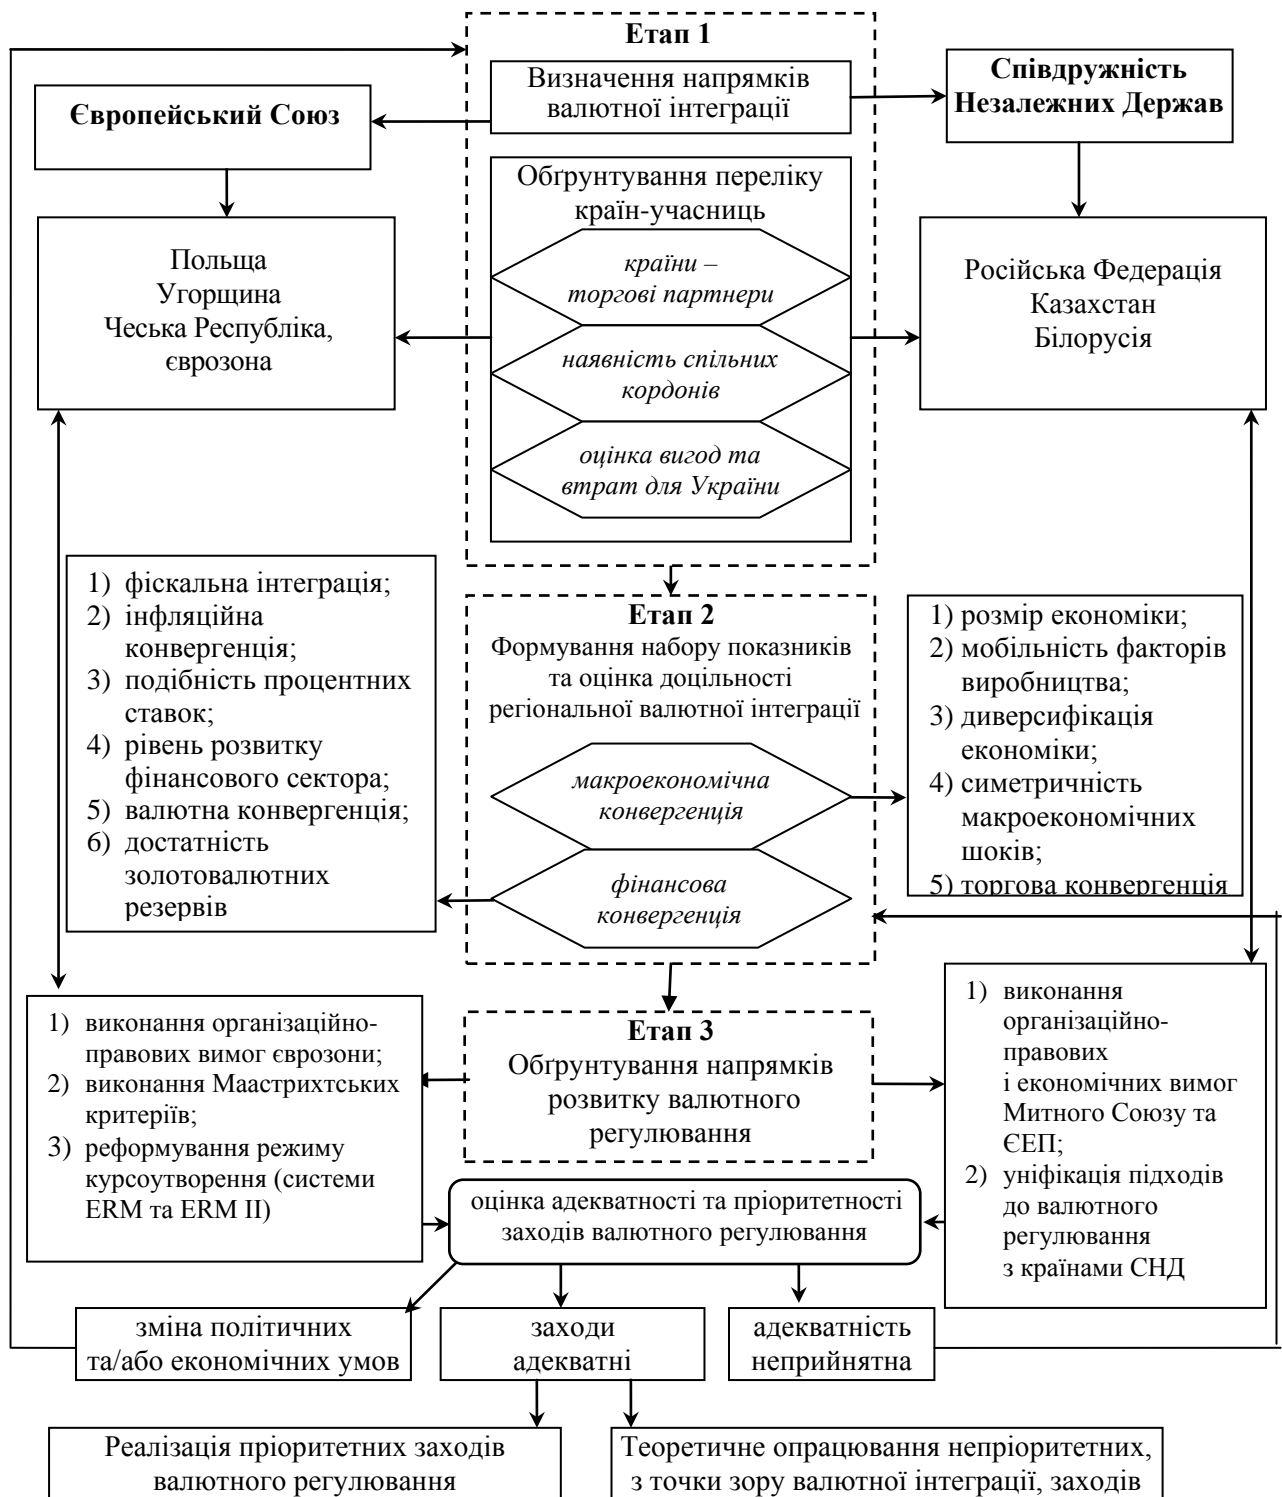 Етап 1
Визначення напрямків
валютної інтеграції
Європейський Союз
Співдружність
Незалежних Держав
Обґрунтування переліку
країн-учасниць
країни –
торгові партнери
наявність спільних
кордонів
оцінка вигод та
втрат для України
Польща
Угорщина
Чеська Республіка,
єврозона
Російська Федерація
Казахстан
Білорусія
1) фіскальна інтеграція;
2) інфляційна
конвергенція;
3) подібність процентних
ставок;
4) рівень розвитку
фінансового сектора;
5) валютна конвергенція;
6) достатність
золотовалютних
резервів
Етап 2
Формування набору показників
та оцінка доцільності
регіональної валютної інтеграції
макроекономічна
конвергенція
фінансова
конвергенція
1) розмір економіки;
2) мобільність факторів
виробництва;
3) диверсифікація
економіки;
4) симетричність
макроекономічних
шоків;
5) торгова конвергенція
1) виконання організаційно-
правових вимог єврозони;
2) виконання Маастрихтських
критеріїв;
3) реформування режиму
курсоутворення (системи
ERM та ERM II)
Етап 3
Обґрунтування напрямків
розвитку валютного
регулювання
1) виконання
організаційно-
правових
і економічних вимог
Митного Союзу та
ЄЕП;
2) уніфікація підходів
до валютного
регулювання
з країнами СНД
оцінка адекватності та пріоритетності
заходів валютного регулювання
зміна політичних
та/або економічних умов
заходи
адекватні
адекватність
неприйнятна
Реалізація пріоритетних заходів
валютного регулювання
Теоретичне опрацювання непріоритетних,
з точки зору валютної інтеграції, заходів